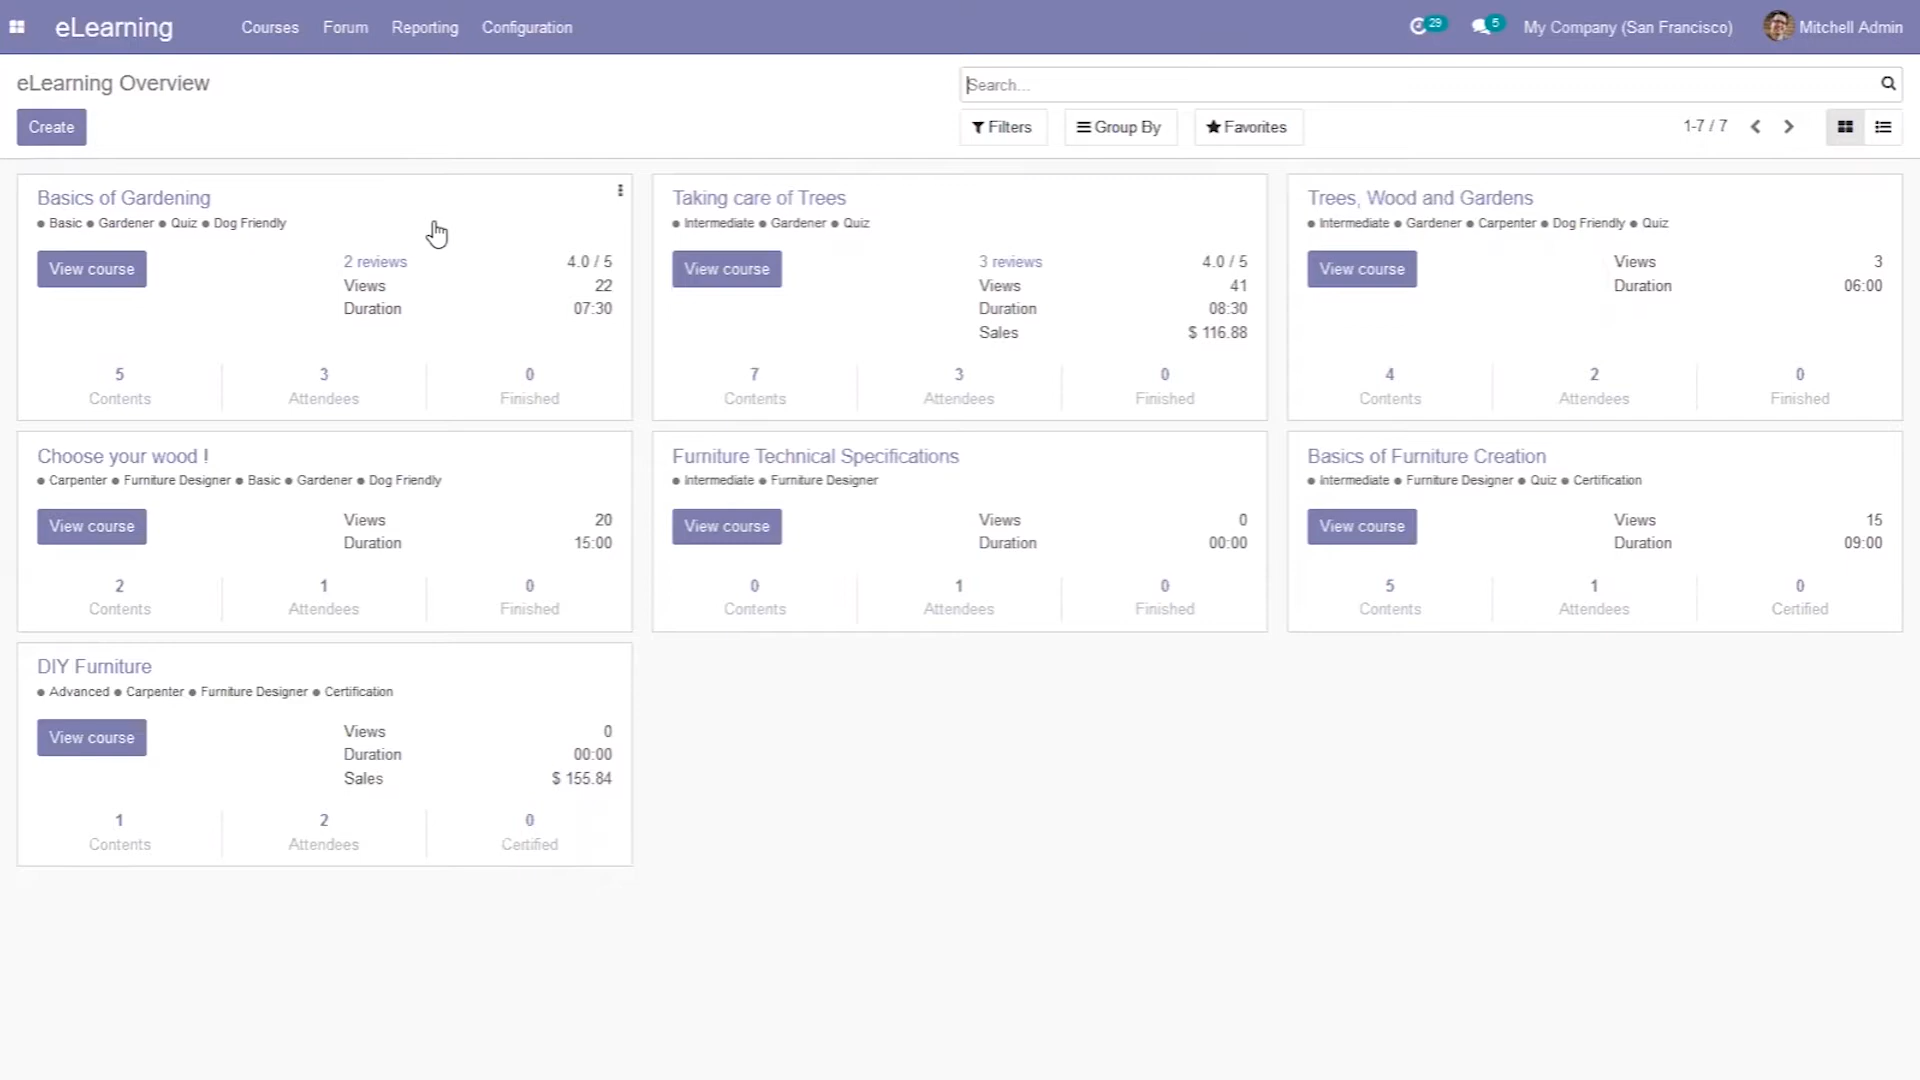 eLearning Courses Forum Reporting Configuration 29 5 My Company (San Francisco) Mitchell Admin
eLearning Overview
Search...
Create
Filters Group By Favorites 1-7 / 7
Basics of Gardening
● Basic ● Gardener ● Quiz ● Dog Friendly
View course
2 reviews 4.0 / 5
Views 22
Duration 07:30
5 3 0
Contents Attendees Finished
Taking care of Trees
● Intermediate ● Gardener ● Quiz
View course
3 reviews 4.0 / 5
Views 41
Duration 08:30
Sales $ 116.88
7 3 0
Contents Attendees Finished
Trees, Wood and Gardens
● Intermediate ● Gardener ● Carpenter ● Dog Friendly ● Quiz
View course
Views 3
Duration 06:00
4 2 0
Contents Attendees Finished
Choose your wood !
● Carpenter ● Furniture Designer ● Basic ● Gardener ● Dog Friendly
View course
Views 20
Duration 15:00
2 1 0
Contents Attendees Finished
Furniture Technical Specifications
● Intermediate ● Furniture Designer
View course
Views 0
Duration 00:00
0 1 0
Contents Attendees Finished
Basics of Furniture Creation
● Intermediate ● Furniture Designer ● Quiz ● Certification
View course
Views 15
Duration 09:00
5 1 0
Contents Attendees Certified
DIY Furniture
● Advanced ● Carpenter ● Furniture Designer ● Certification
View course
Views 0
Duration 00:00
Sales $ 155.84
1 2 0
Contents Attendees Certified